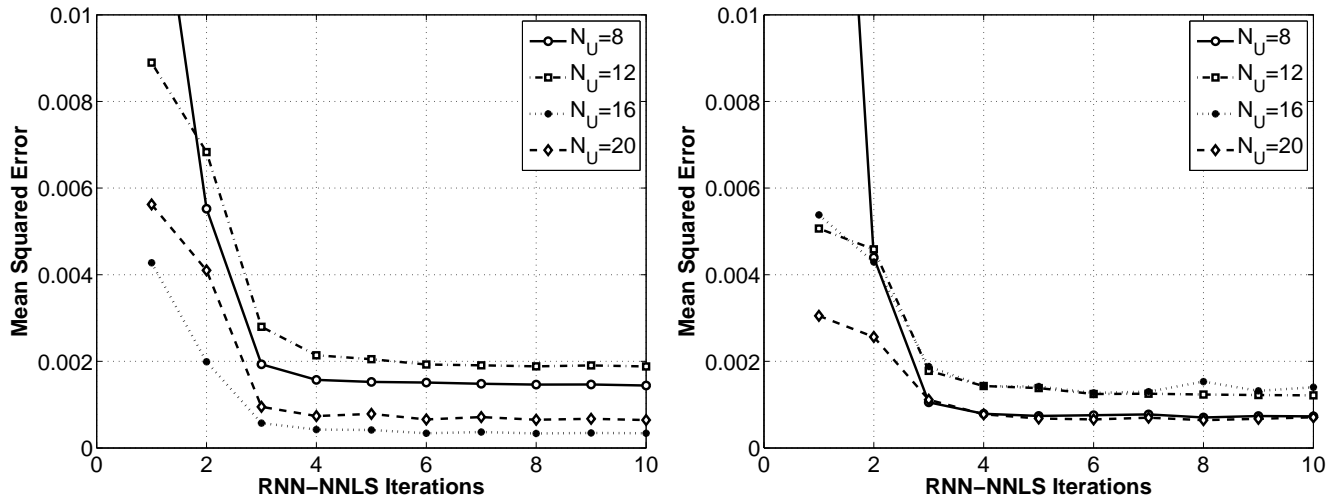 0.01
0.008
0.006
0.004
0.002
0
0
2
4
6
8
10
Mean Squared Error
RNN−NNLS Iterations
N_U=8
N_U=12
N_U=16
N_U=20
0.01
0.008
0.006
0.004
0.002
0
0
2
4
6
8
10
Mean Squared Error
RNN−NNLS Iterations
N_U=8
N_U=12
N_U=16
N_U=20